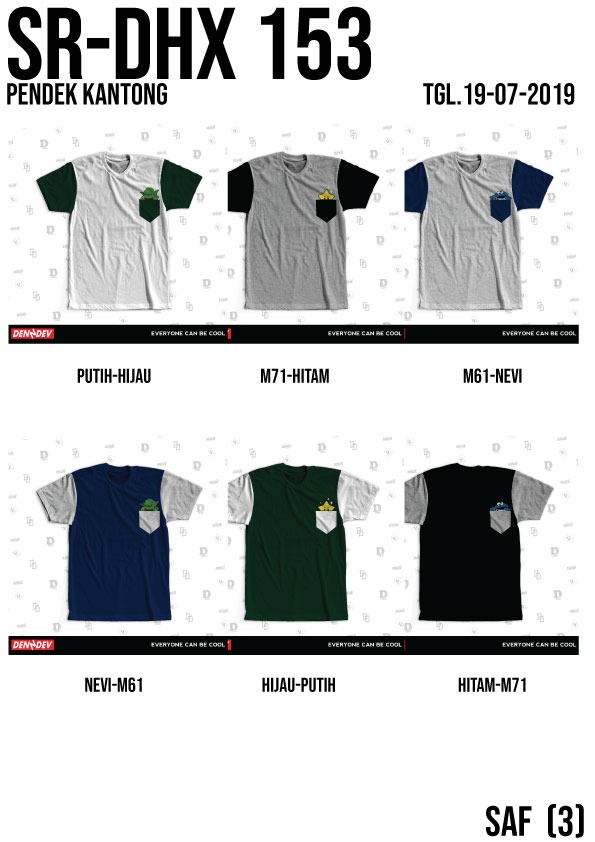 SR-DHX 153
PENDEK KANTONG
TGL.19-07-2019
DENNDEV
EVERYONE CAN BE COOL
EVERYONE CAN BE COOL
EVERYONE CAN BE COOL
PUTIH-HIJAU
M71-HITAM
M61-NEVI
DENNDEV
EVERYONE CAN BE COOL
EVERYONE CAN BE COOL
EVERYONE CAN BE COOL
NEVI-M61
HIJAU-PUTIH
HITAM-M71
SAF (3)